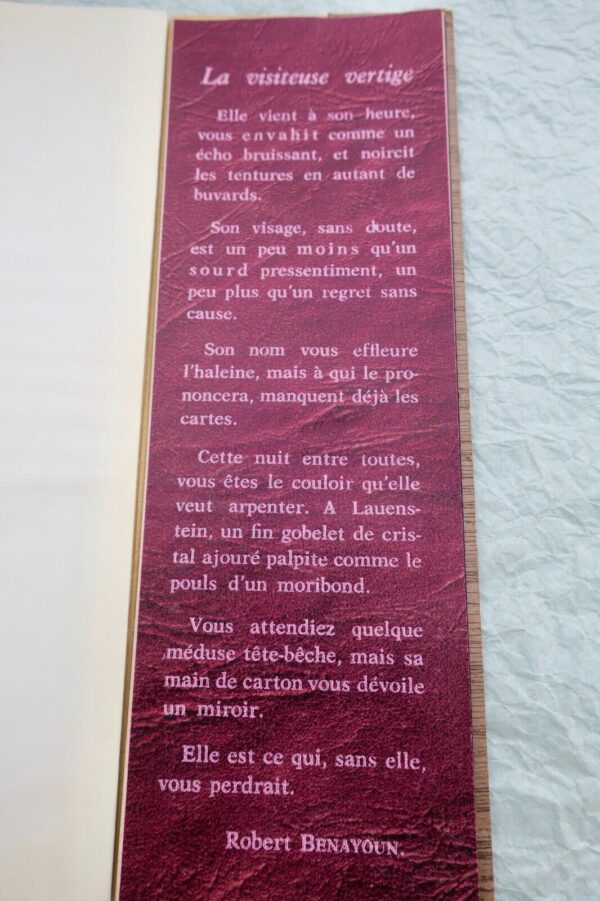 La visiteuse vertige
Elle vient à son heure,
vous envahit comme un
écho bruissant, et noircit
les tentures en autant de
buvards.
Son visage, sans doute,
est un peu moins qu'un
sourd pressentiment, un
peu plus qu'un regret sans
cause.
Son nom vous effleure
l'haleine, mais à qui le pro-
noncera, manquent déjà les
cartes.
Cette nuit entre toutes,
vous êtes le couloir qu'elle
veut arpenter. A Lauens-
tein, un fin gobelet de cris-
tal ajouré palpite comme le
pouls d'un moribond.
Vous attendiez quelque
méduse tête-bêche, mais sa
main de carton vous dévoile
un miroir.
Elle est ce qui, sans elle,
vous perdrait.
Robert BENAYOUN.